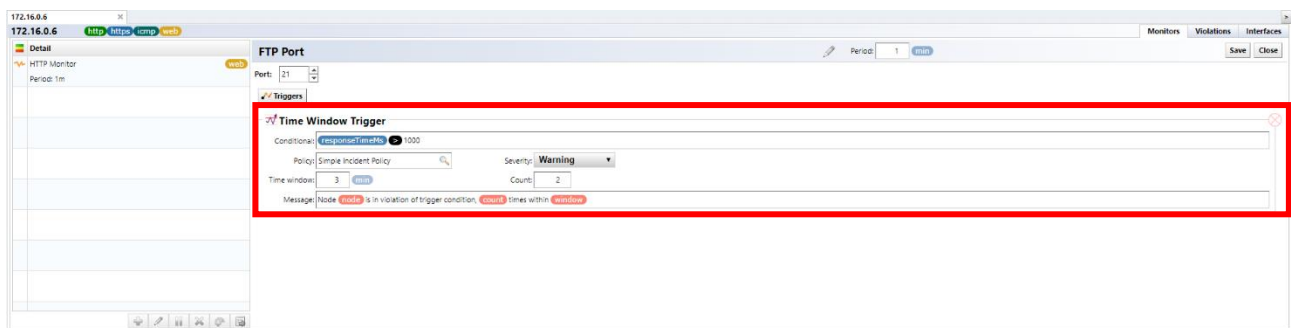 172.16.0.6
172.16.0.6 http https icmp web Monitors Violations Interfaces
Detail
HTTP Monitor web
Period: 1m
FTP Port Period: 1 min Save Close
Port: 21
Triggers
Time Window Trigger
Conditional: responseTimeMs > 1000
Policy: Simple Incident Policy Severity: Warning
Time window: 3 min Count: 2
Message: Node node is in violation of trigger condition, count times within window